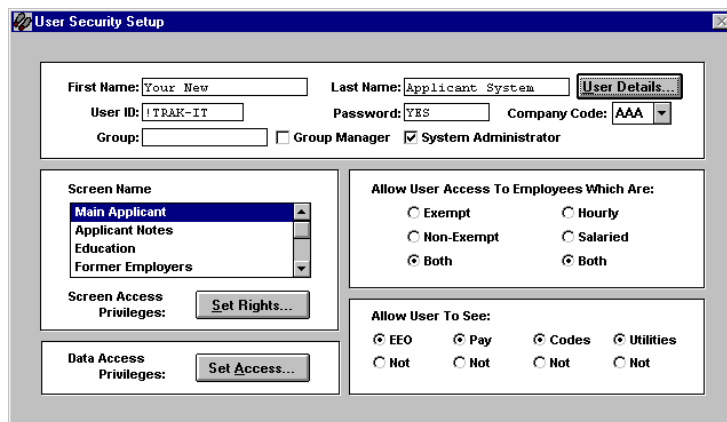 User Security Setup
First Name: Your New Last Name: Applicant System User Details...
User ID: !TRAK-IT Password: YES Company Code: AAA
Group: Group Manager System Administrator
Screen Name
Main Applicant
Applicant Notes
Education
Former Employers
Screen Access
Privileges: Set Rights...
Data Access
Privileges: Set Access...
Allow User Access To Employees Which Are:
Exempt Hourly
Non-Exempt Salaried
Both Both
Allow User To See:
EEO Pay Codes Utilities
Not Not Not Not